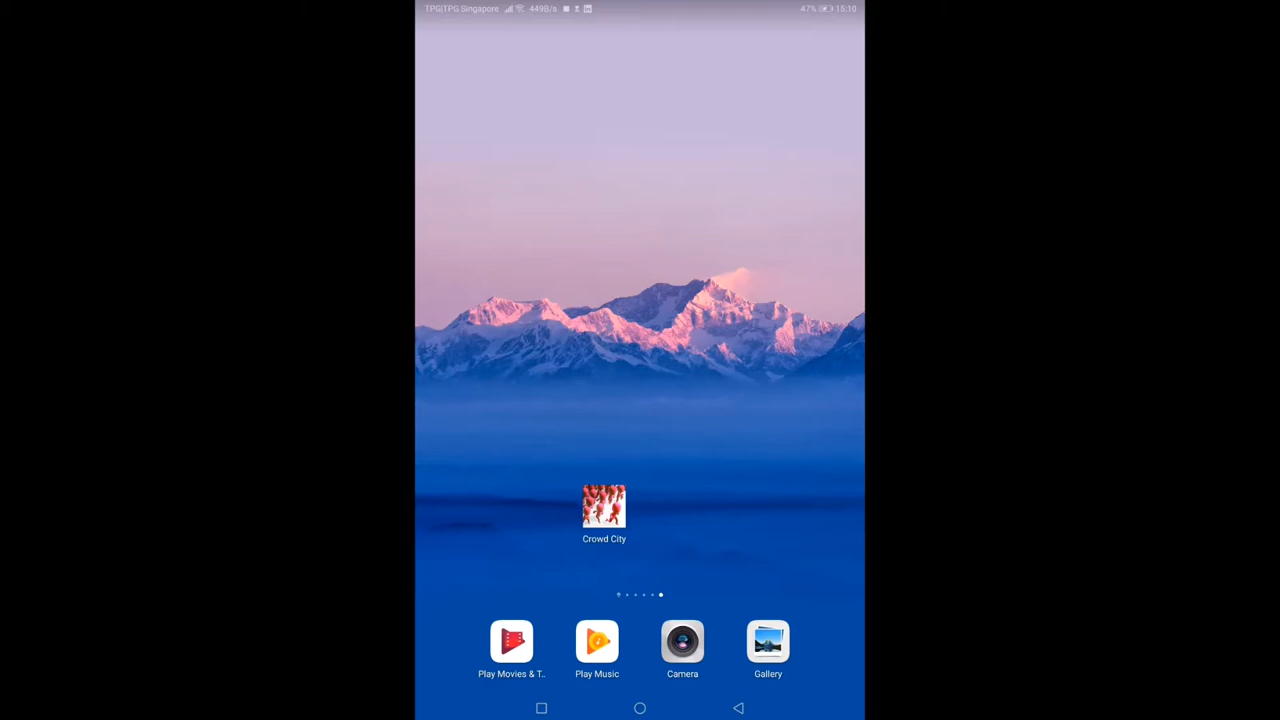 TPG|TPG Singapore 449B/s 47% 15:10
Crowd City
Play Movies & T.. Play Music Camera Gallery